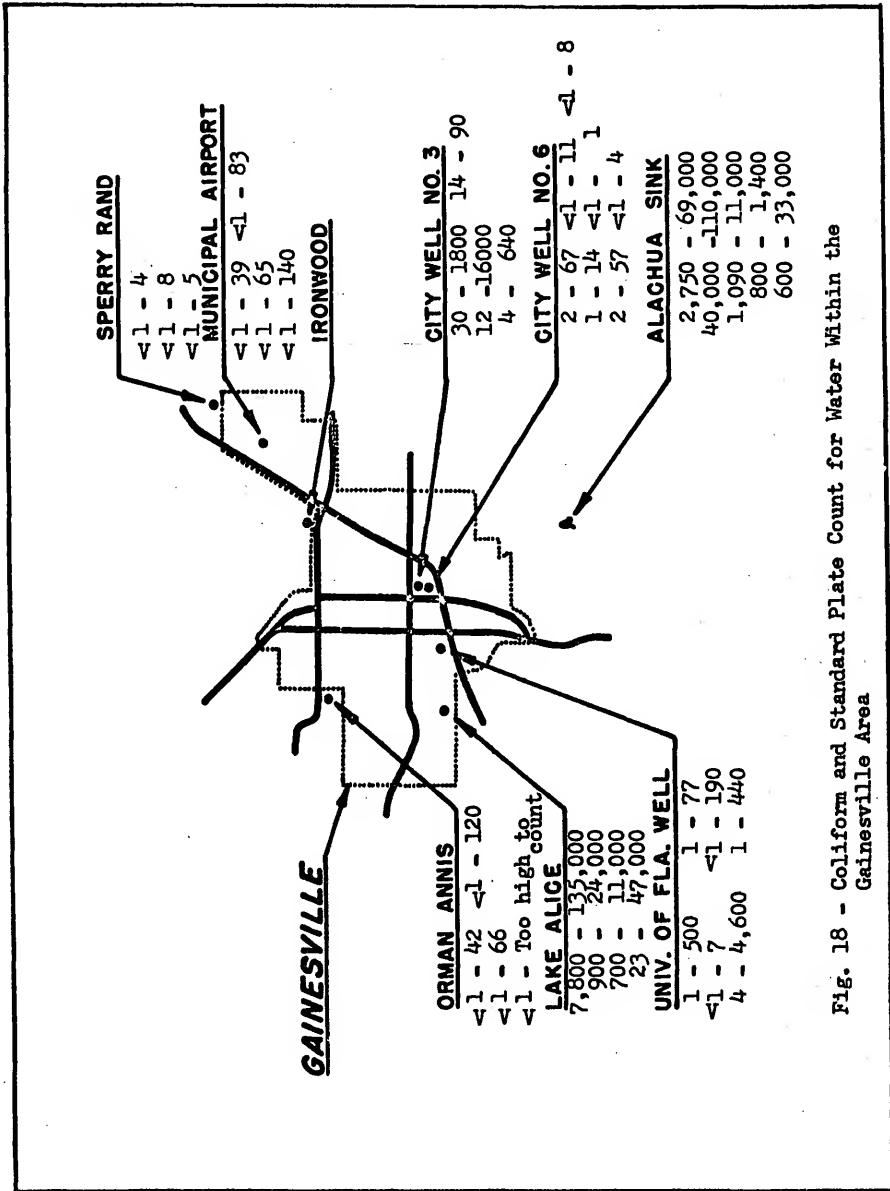 SPERRY RAND
<1 - 4
<1 - 8
<1 - 5
MUNICIPAL AIRPORT
<1 - 39 <1 - 83
<1 - 65
<1 - 140
IRONWOOD
CITY WELL NO. 3
30 - 1800 14 - 90
12 -16000
4 - 640
CITY WELL NO. 6
2 - 67 <1 - 11 <1 - 8
1 - 14 <1 - 1
2 - 57 <1 - 4
ALACHUA SINK
2,750 - 69,000
40,000 -110,000
1,090 - 11,000
800 - 1,400
600 - 33,000
GAINESVILLE
ORMAN ANNIS
<1 - 42 <1 - 120
<1 - 66
<1 - Too high to count
LAKE ALICE
7,800 - 135,000
900 - 24,000
700 - 11,000
23 - 47,000
UNIV. OF FLA. WELL
1 - 500 1 - 77
<1 - 7 <1 - 190
4 - 4,600 1 - 440
Fig. 18 - Coliform and Standard Plate Count for Water Within the
Gainesville Area